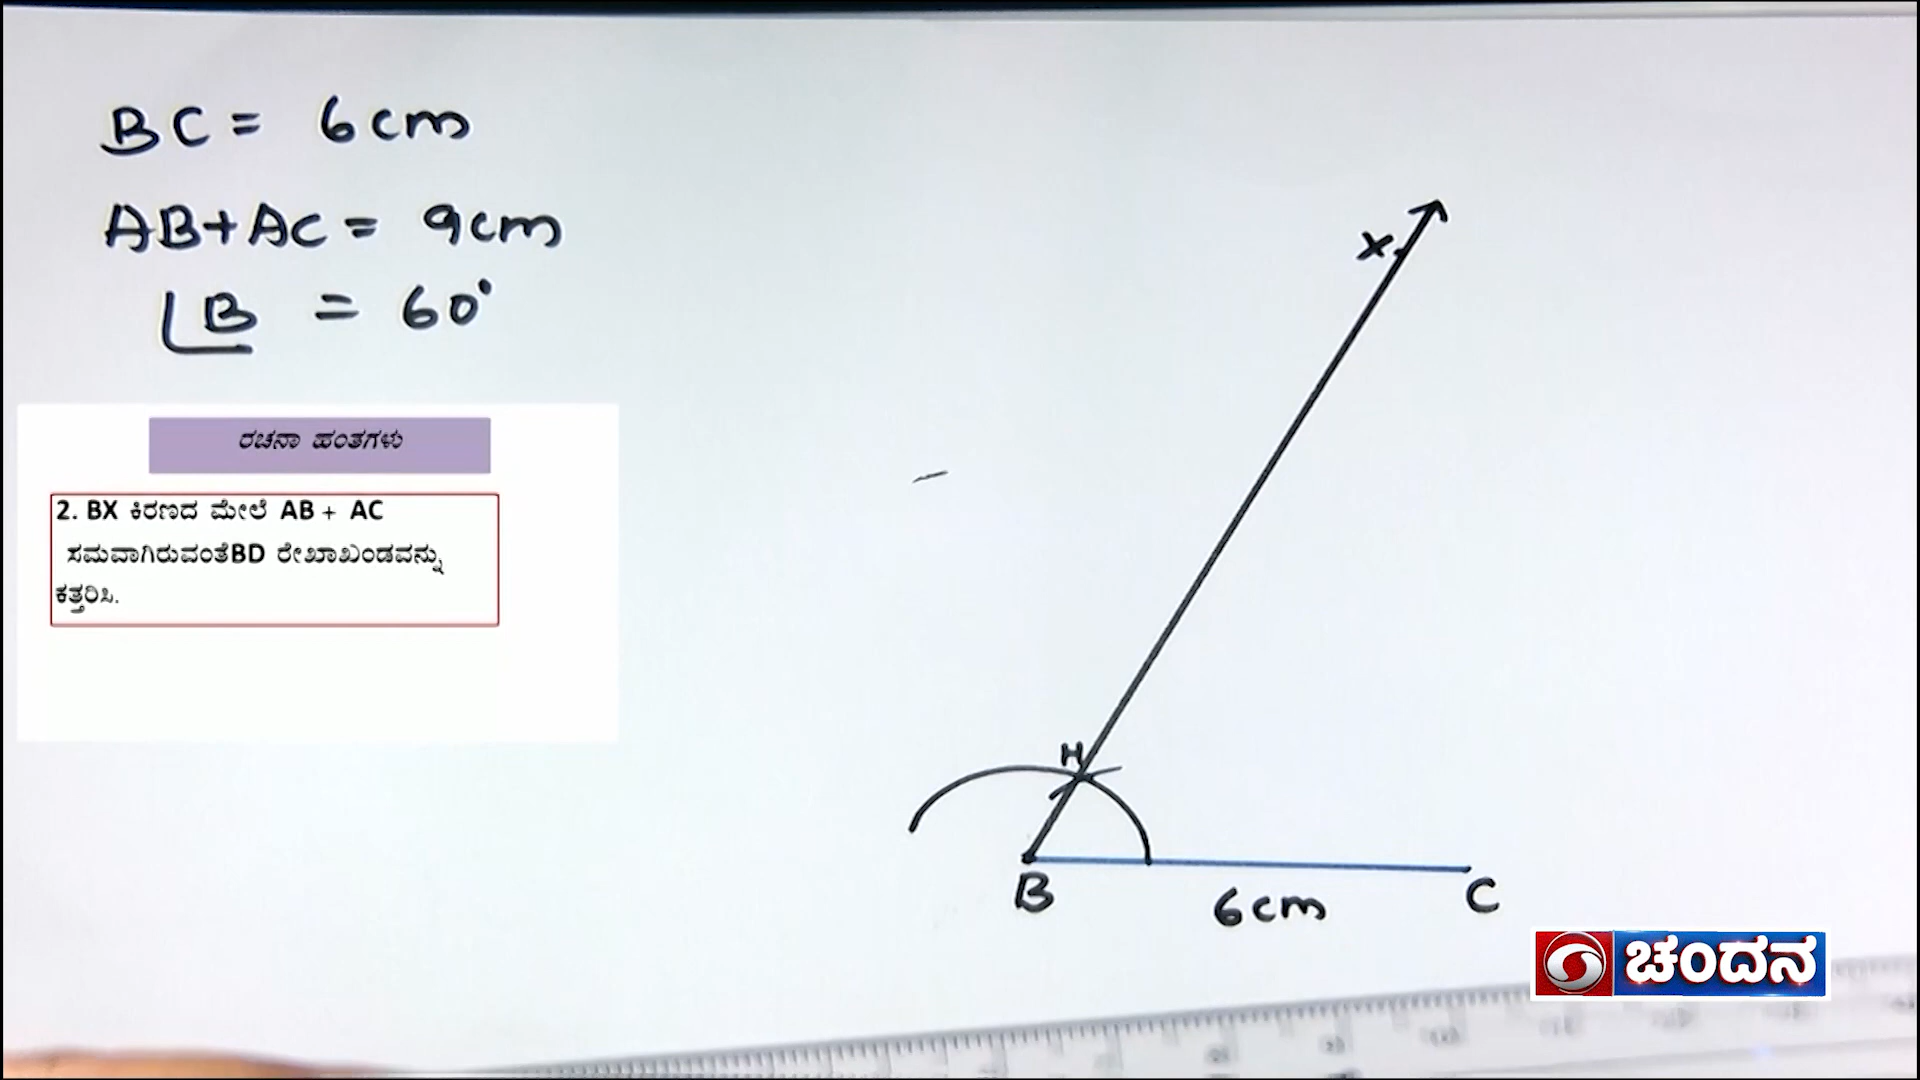 BC = 6cm
AB+AC = 9cm
∠B = 60°
ರಚನಾ ಹಂತಗಳು
2. BX ಕಿರಣದ ಮೇಲೆ AB + AC
ಸಮವಾಗಿರುವಂತೆBD ರೇಖಾಖಂಡವನ್ನು
ಕತ್ತರಿಸಿ.
X
H
B
6cm
C
ಚಂದನ